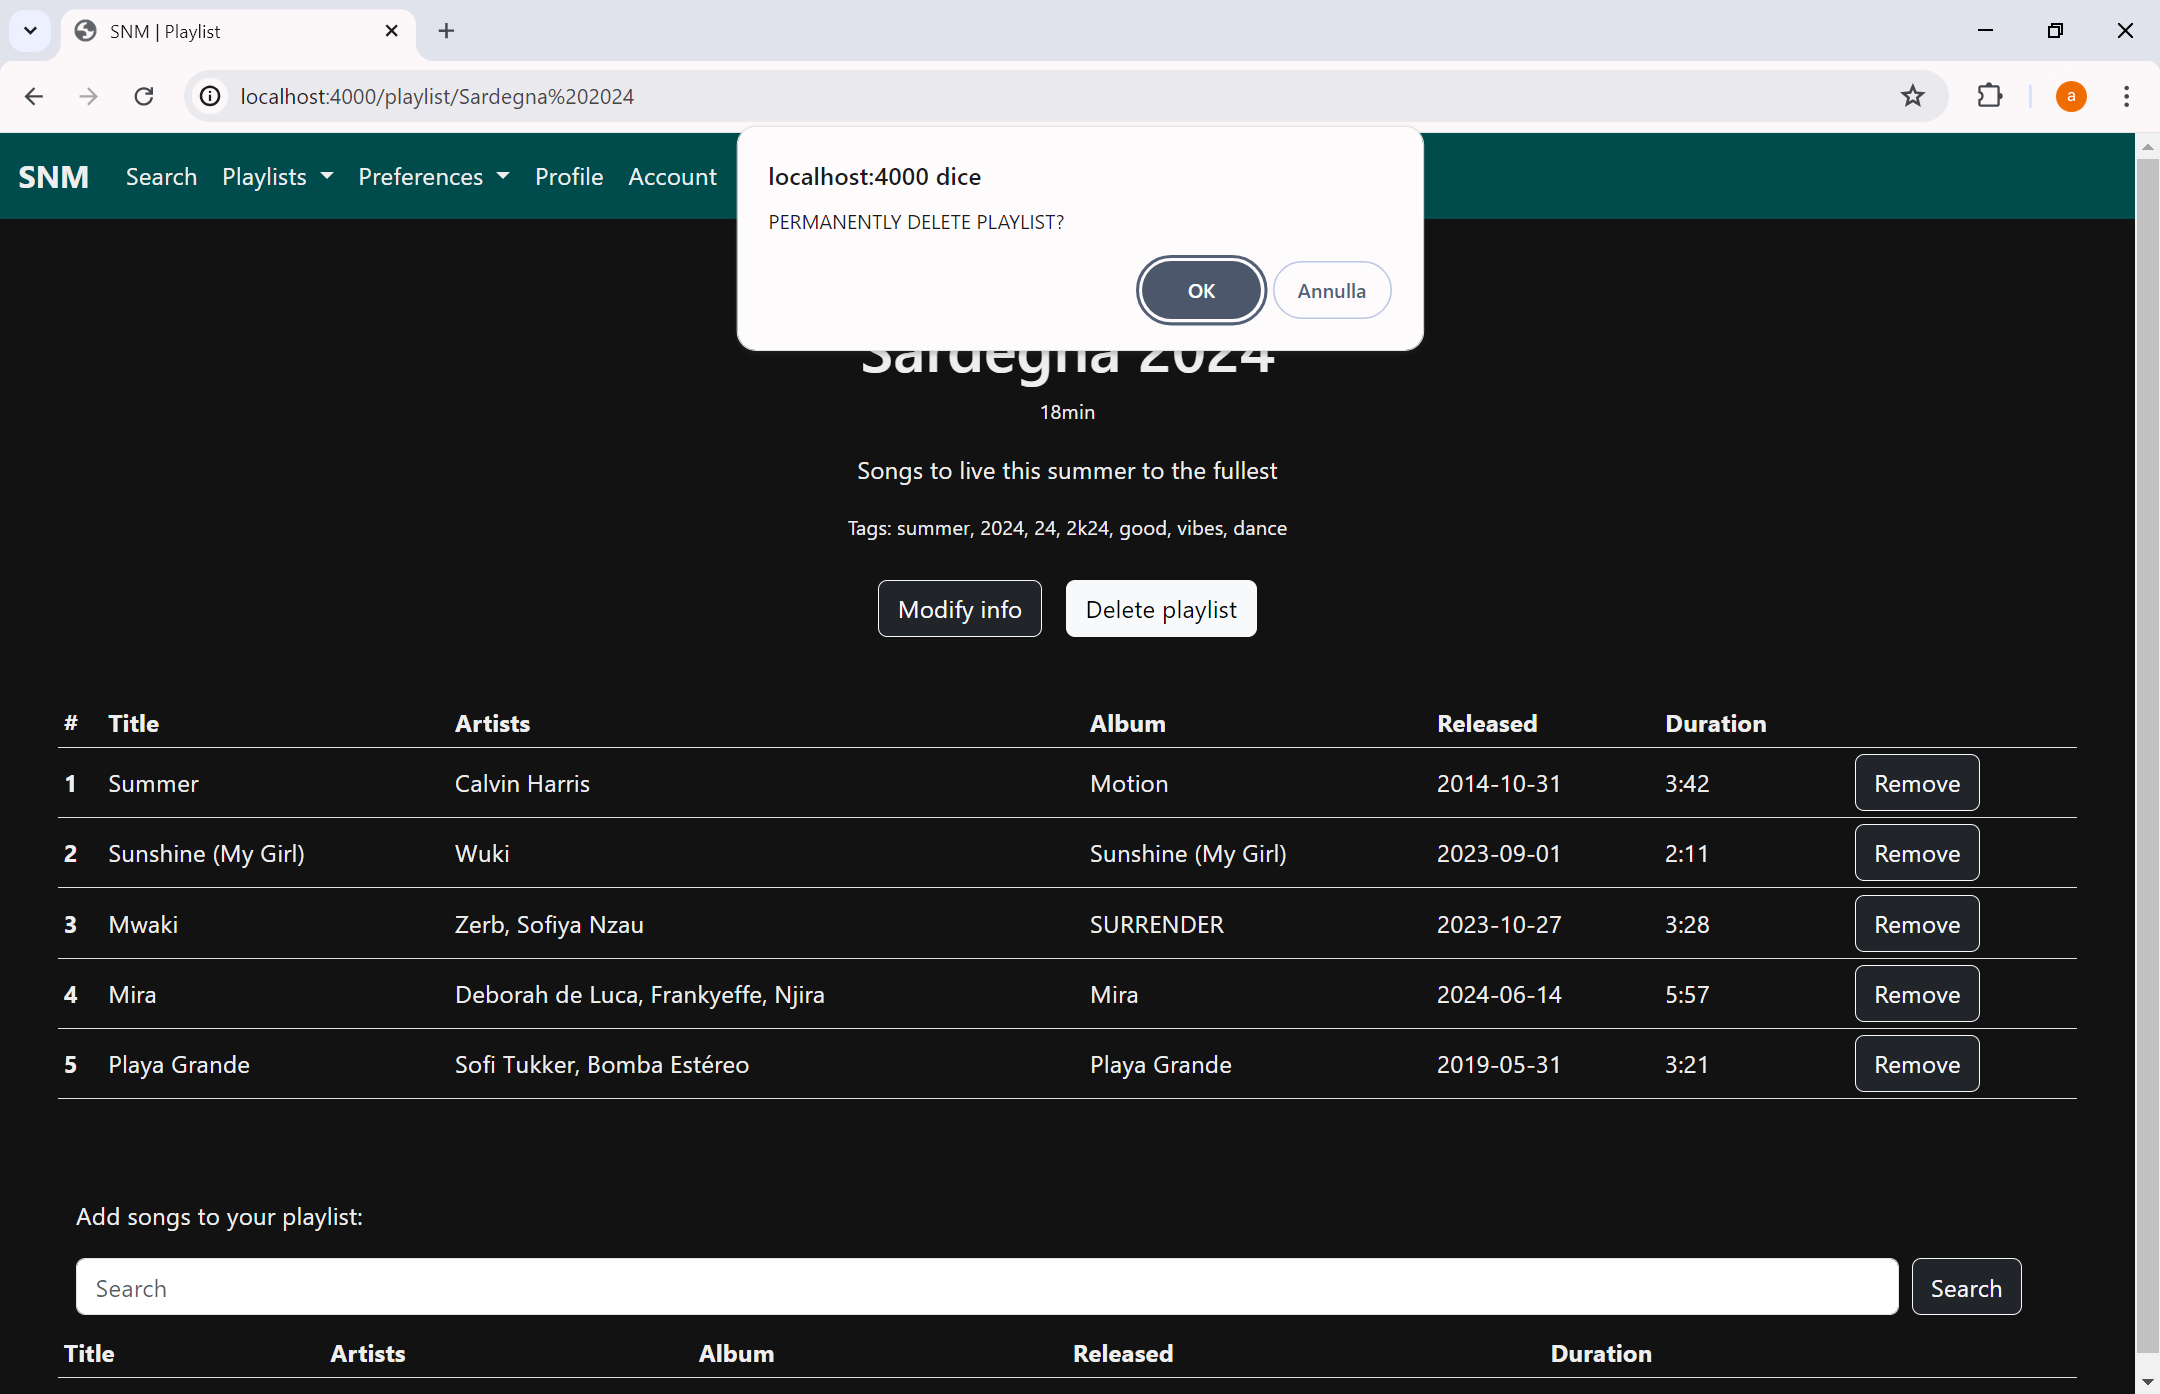 SNM | Playlist
localhost:4000/playlist/Sardegna%202024
a
SNM Search Playlists Preferences Profile Account
localhost:4000 dice
PERMANENTLY DELETE PLAYLIST?
OK Annulla
Sardegna 2024
18min
Songs to live this summer to the fullest
Tags: summer, 2024, 24, 2k24, good, vibes, dance
Modify info Delete playlist
# Title Artists Album Released Duration
1 Summer Calvin Harris Motion 2014-10-31 3:42 Remove
2 Sunshine (My Girl) Wuki Sunshine (My Girl) 2023-09-01 2:11 Remove
3 Mwaki Zerb, Sofiya Nzau SURRENDER 2023-10-27 3:28 Remove
4 Mira Deborah de Luca, Frankyeffe, Njira Mira 2024-06-14 5:57 Remove
5 Playa Grande Sofi Tukker, Bomba Estéreo Playa Grande 2019-05-31 3:21 Remove
Add songs to your playlist:
Search Search
Title Artists Album Released Duration